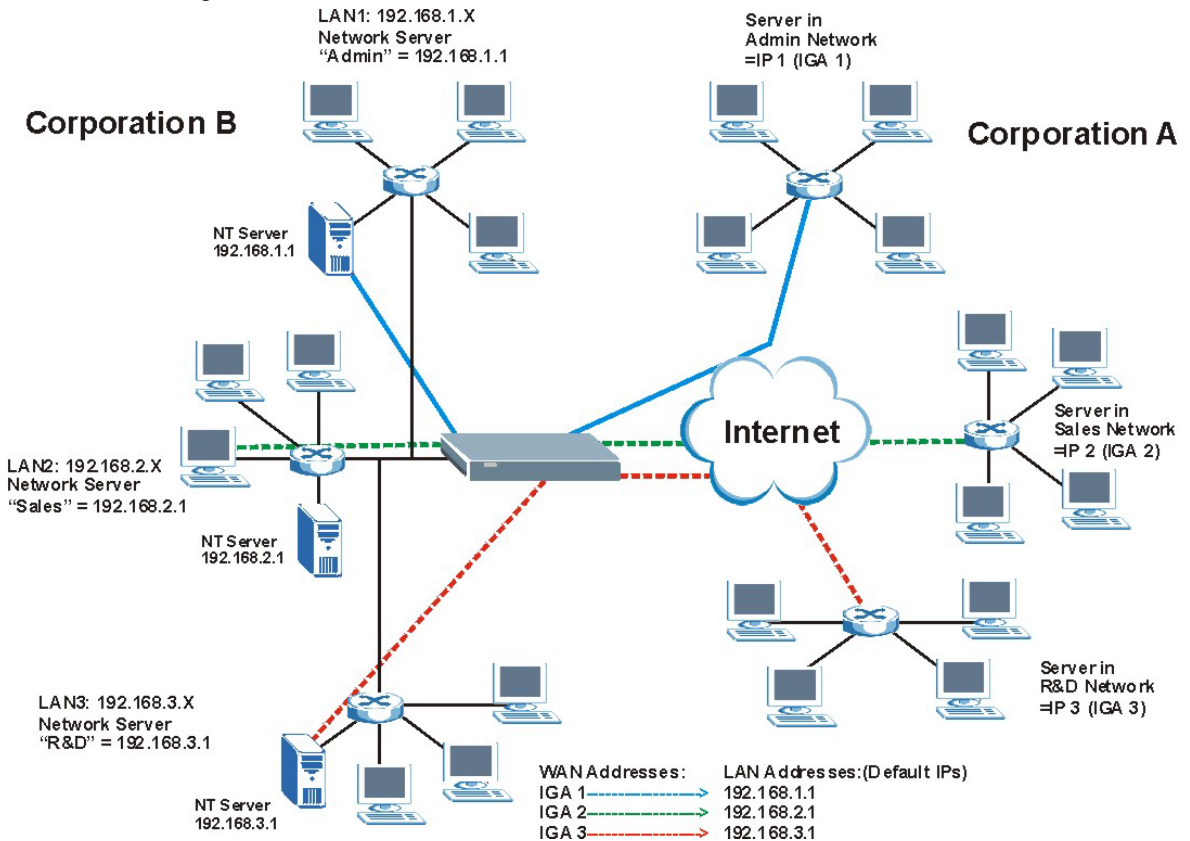 LAN1: 192.168.1.X
Network Server
“Admin” = 192.168.1.1
Server in
Admin Network
=IP 1 (IGA 1)
Corporation B
Corporation A
NT Server
192.168.1.1
Internet
Server in
Sales Network
=IP 2 (IGA 2)
LAN2: 192.168.2.X
Network Server
“Sales” = 192.168.2.1
NT Server
192.168.2.1
Server in
R&D Network
=IP 3 (IGA 3)
LAN3: 192.168.3.X
Network Server
“R&D” = 192.168.3.1
NT Server
192.168.3.1
WAN Addresses: LAN Addresses:(Default IPs)
IGA 1 192.168.1.1
IGA 2 192.168.2.1
IGA 3 192.168.3.1